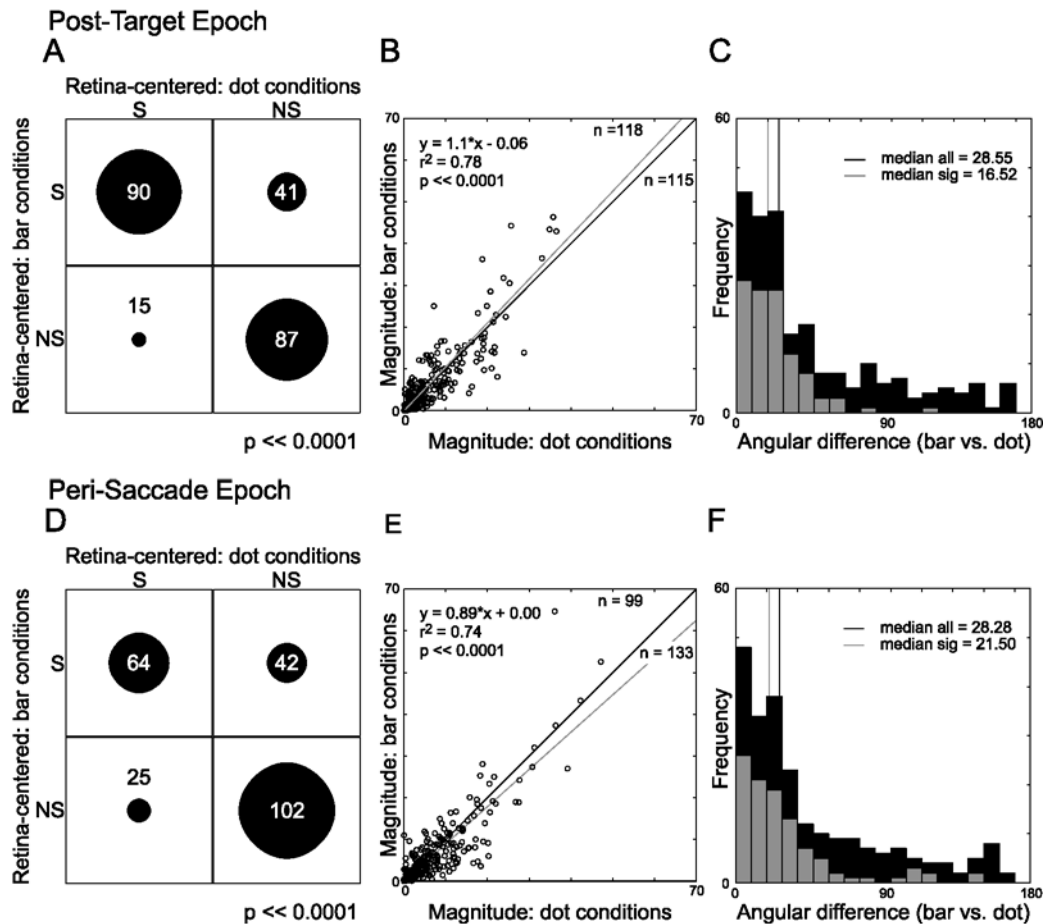 Post-Target Epoch
A
Retina-centered: dot conditions
S NS
Retina-centered: bar conditions
S
NS
90
41
15
87
p << 0.0001
B
70
y = 1.1*x - 0.06
r² = 0.78
p << 0.0001
n =118
n =115
Magnitude: bar conditions
0
70
Magnitude: dot conditions
C
60
median all = 28.55
median sig = 16.52
Frequency
0
0 90 180
Angular difference (bar vs. dot)
Peri-Saccade Epoch
D
Retina-centered: dot conditions
S NS
Retina-centered: bar conditions
S
NS
64
42
25
102
p << 0.0001
E
70
y = 0.89*x + 0.00
r² = 0.74
p << 0.0001
n = 99
n = 133
Magnitude: bar conditions
0
0 70
Magnitude: dot conditions
F
60
median all = 28.28
median sig = 21.50
Frequency
0
0 90 180
Angular difference (bar vs. dot)